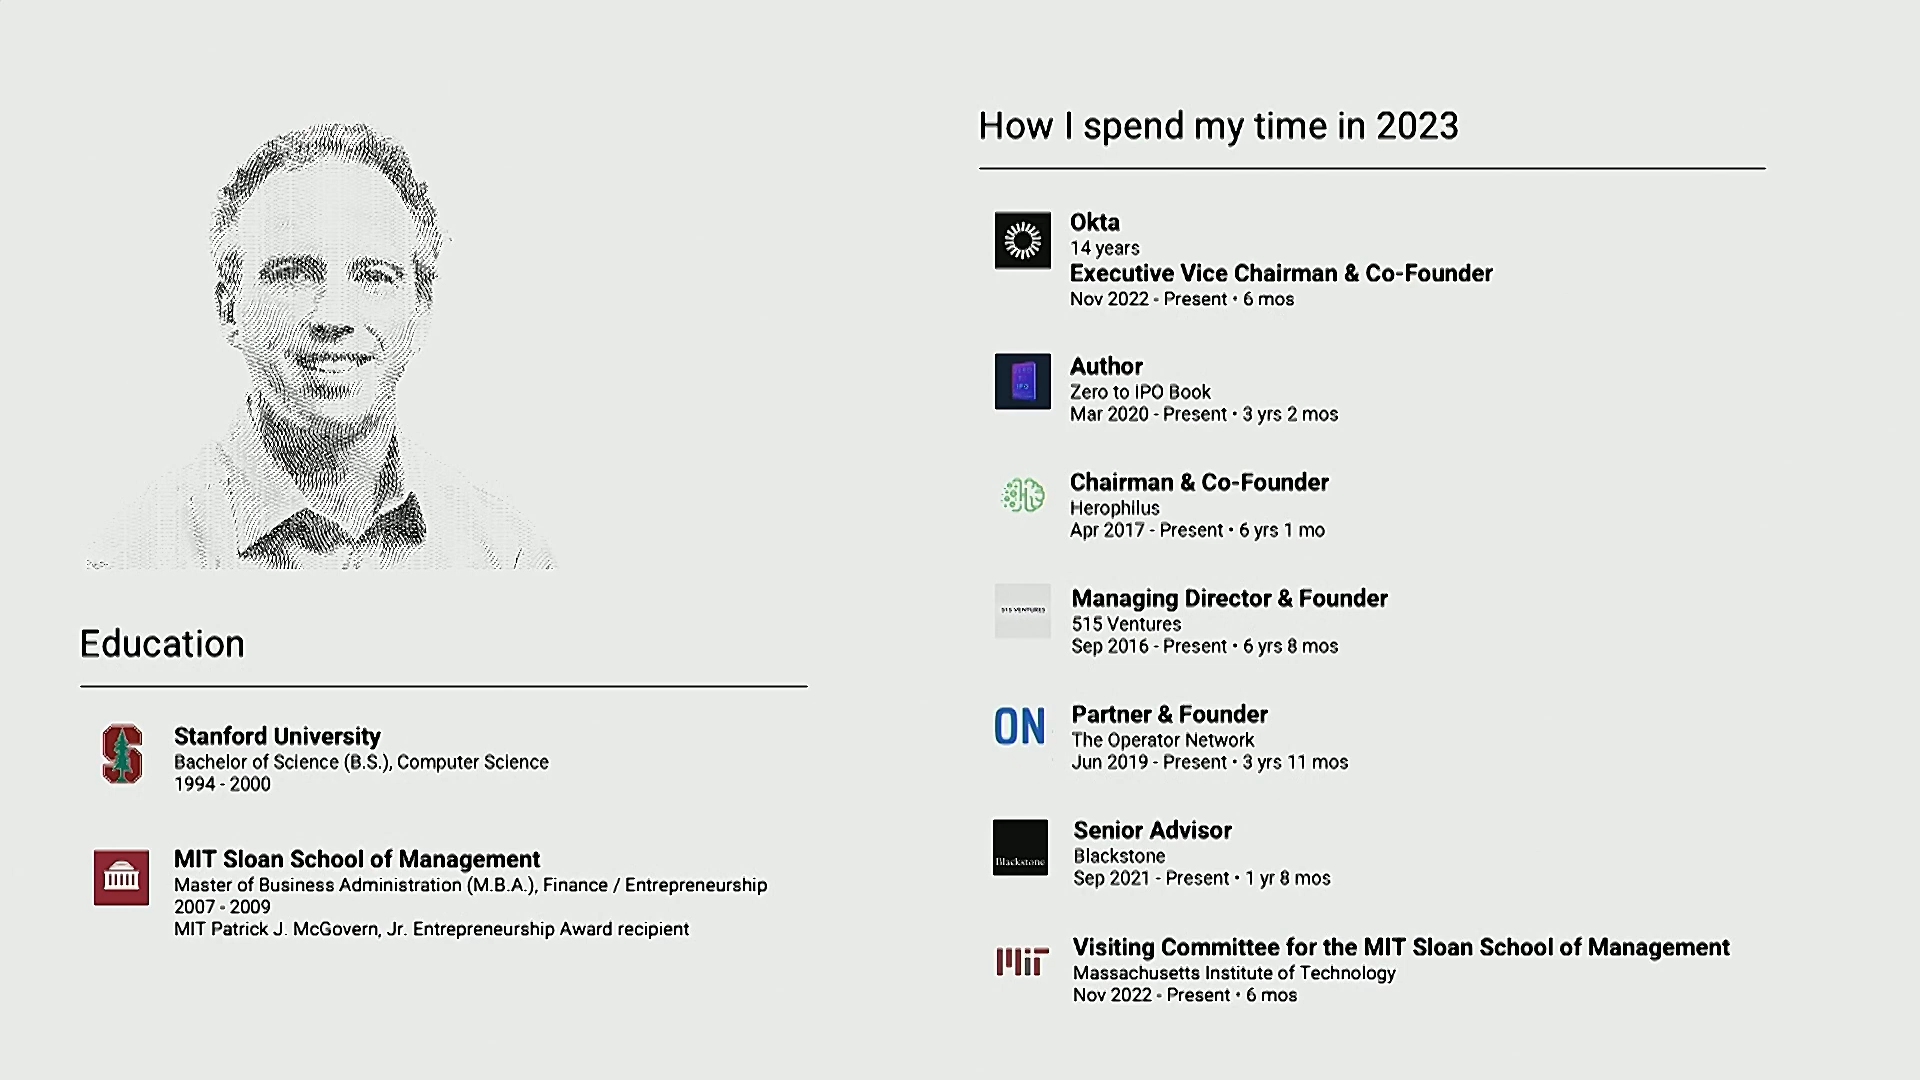 How I spend my time in 2023
Okta
14 years
Executive Vice Chairman & Co-Founder
Nov 2022 - Present • 6 mos
IPO
Author
Zero to IPO Book
Mar 2020 - Present • 3 yrs 2 mos
Chairman & Co-Founder
Herophilus
Apr 2017 - Present • 6 yrs 1 mo
515 VENTURES
Managing Director & Founder
515 Ventures
Sep 2016 - Present • 6 yrs 8 mos
ON
Partner & Founder
The Operator Network
Jun 2019 - Present • 3 yrs 11 mos
Blackstone
Senior Advisor
Blackstone
Sep 2021 - Present • 1 yr 8 mos
MIT
Visiting Committee for the MIT Sloan School of Management
Massachusetts Institute of Technology
Nov 2022 - Present • 6 mos
Education
S
Stanford University
Bachelor of Science (B.S.), Computer Science
1994 - 2000
MIT Sloan School of Management
Master of Business Administration (M.B.A.), Finance / Entrepreneurship
2007 - 2009
MIT Patrick J. McGovern, Jr. Entrepreneurship Award recipient